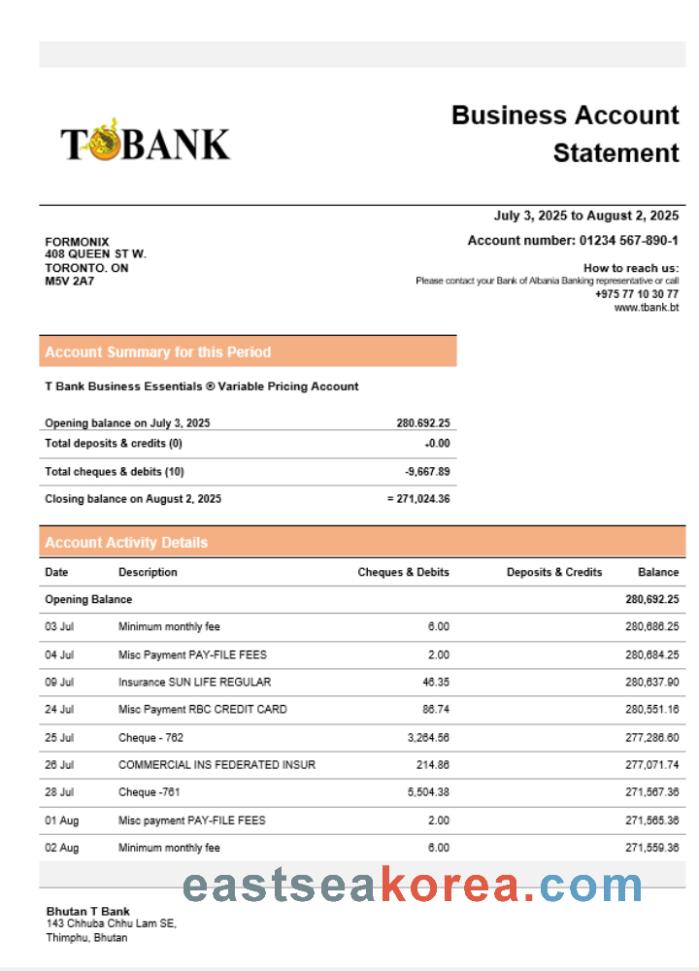 T BANK
Business Account
Statement
July 3, 2025 to August 2, 2025
Account number: 01234 567-890-1
FORMONIX
408 QUEEN ST W.
TORONTO. ON
M5V 2A7
How to reach us:
Please contact your Bank of Albania Banking representative or call
+975 77 10 30 77
www.tbank.bt
Account Summary for this Period
T Bank Business Essentials ® Variable Pricing Account
Opening balance on July 3, 2025 280.692.25
Total deposits & credits (0) -0.00
Total cheques & debits (10) -9,667.89
Closing balance on August 2, 2025 = 271,024.36
Account Activity Details
Date Description Cheques & Debits Deposits & Credits Balance
Opening Balance 280,692.25
03 Jul Minimum monthly fee 6.00 280,686.25
04 Jul Misc Payment PAY-FILE FEES 2.00 280,684.25
09 Jul Insurance SUN LIFE REGULAR 46.35 280,637.90
24 Jul Misc Payment RBC CREDIT CARD 86.74 280,551.16
25 Jul Cheque - 762 3,264.56 277,286.60
26 Jul COMMERCIAL INS FEDERATED INSUR 214.86 277,071.74
28 Jul Cheque -761 5,504.38 271,567.36
01 Aug Misc payment PAY-FILE FEES 2.00 271,565.36
02 Aug Minimum monthly fee 6.00 271,559.36
eastseakorea.com
Bhutan T Bank
143 Chhuba Chhu Lam SE,
Thimphu, Bhutan